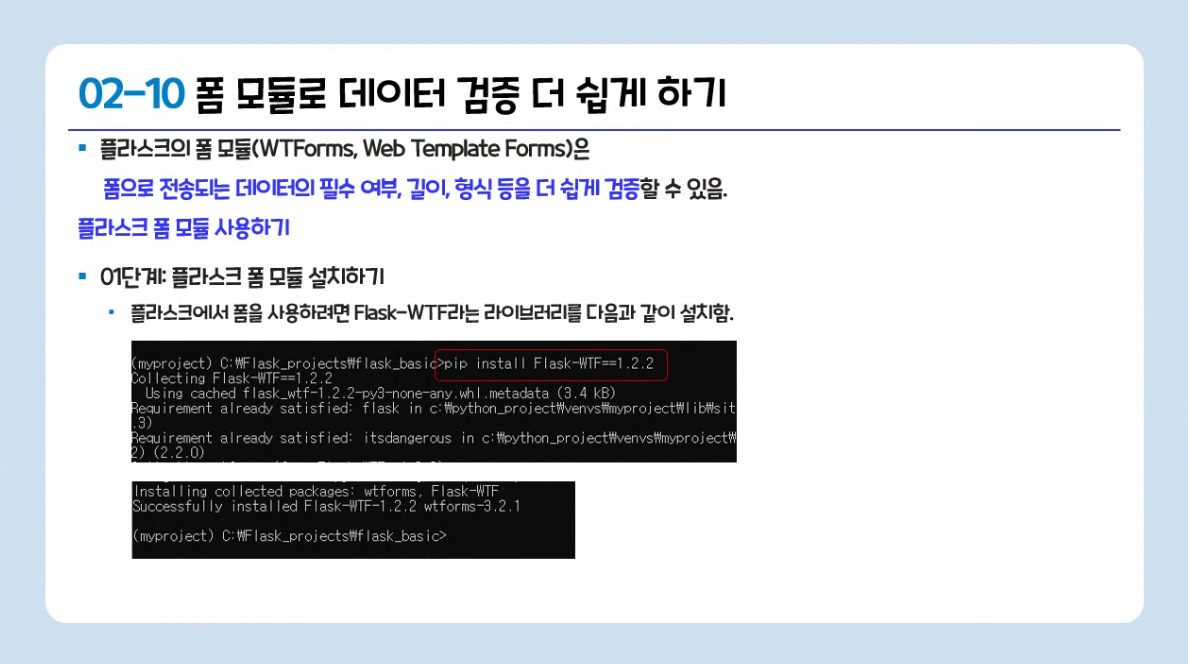 02-10 폼 모듈로 데이터 검증 더 쉽게 하기
▪ 플라스크의 폼 모듈(WTForms, Web Template Forms)은
폼으로 전송되는 데이터의 필수 여부, 길이, 형식 등을 더 쉽게 검증할 수 있음.
플라스크 폼 모듈 사용하기
▪ 01단계: 플라스크 폼 모듈 설치하기
• 플라스크에서 폼을 사용하려면 Flask-WTF라는 라이브러리를 다음과 같이 설치함.
(myproject) C:₩Flask_projects₩flask_basic>pip install Flask-WTF==1.2.2
Collecting Flask-WTF==1.2.2
Using cached flask_wtf-1.2.2-py3-none-any.whl.metadata (3.4 kB)
Requirement already satisfied: flask in c:₩python_project₩venvs₩myproject₩lib₩sit
.3)
Requirement already satisfied: itsdangerous in c:₩python_project₩venvs₩myproject₩
2) (2.2.0)
Installing collected packages: wtforms, Flask-WTF
Successfully installed Flask-WTF-1.2.2 wtforms-3.2.1
(myproject) C:₩Flask_projects₩flask_basic>